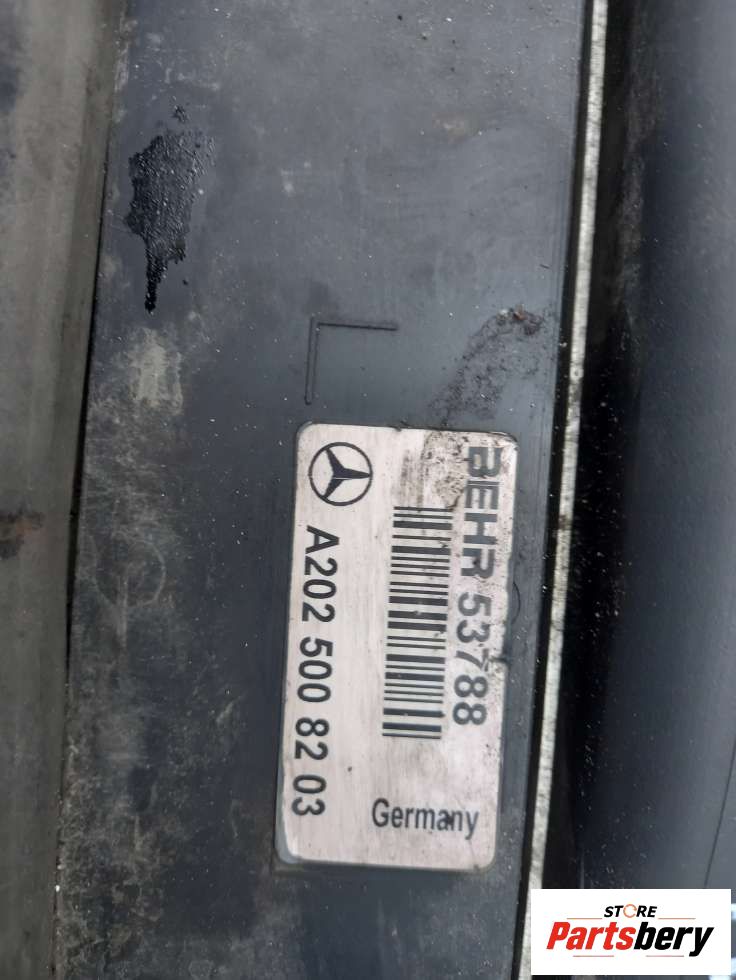 BEHR 53788
A202 500 82 03
Germany
STORE
Partsbery